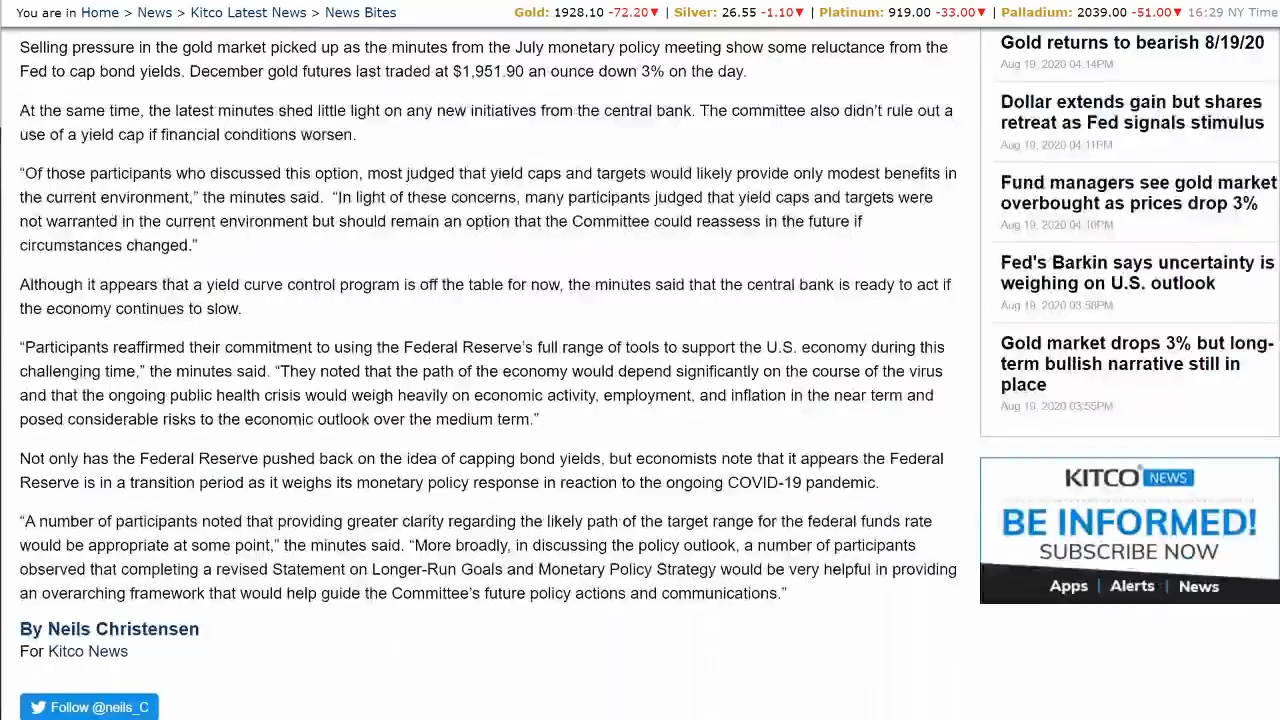 You are in Home > News > Kitco Latest News > News Bites
Gold: 1928.10 -72.20▼ | Silver: 26.55 -1.10▼ | Platinum: 919.00 -33.00▼ | Palladium: 2039.00 -51.00▼ 16:29 NY Time
Selling pressure in the gold market picked up as the minutes from the July monetary policy meeting show some reluctance from the
Fed to cap bond yields. December gold futures last traded at $1,951.90 an ounce down 3% on the day.
At the same time, the latest minutes shed little light on any new initiatives from the central bank. The committee also didn’t rule out a
use of a yield cap if financial conditions worsen.
“Of those participants who discussed this option, most judged that yield caps and targets would likely provide only modest benefits in
the current environment,” the minutes said.  “In light of these concerns, many participants judged that yield caps and targets were
not warranted in the current environment but should remain an option that the Committee could reassess in the future if
circumstances changed.”
Although it appears that a yield curve control program is off the table for now, the minutes said that the central bank is ready to act if
the economy continues to slow.
“Participants reaffirmed their commitment to using the Federal Reserve’s full range of tools to support the U.S. economy during this
challenging time,” the minutes said. “They noted that the path of the economy would depend significantly on the course of the virus
and that the ongoing public health crisis would weigh heavily on economic activity, employment, and inflation in the near term and
posed considerable risks to the economic outlook over the medium term.”
Not only has the Federal Reserve pushed back on the idea of capping bond yields, but economists note that it appears the Federal
Reserve is in a transition period as it weighs its monetary policy response in reaction to the ongoing COVID-19 pandemic.
“A number of participants noted that providing greater clarity regarding the likely path of the target range for the federal funds rate
would be appropriate at some point,” the minutes said. “More broadly, in discussing the policy outlook, a number of participants
observed that completing a revised Statement on Longer-Run Goals and Monetary Policy Strategy would be very helpful in providing
an overarching framework that would help guide the Committee’s future policy actions and communications.”
By Neils Christensen
For Kitco News
Follow @neils_C
Gold returns to bearish 8/19/20
Aug 19, 2020 04:14PM
Dollar extends gain but shares
retreat as Fed signals stimulus
Aug 19, 2020 04:11PM
Fund managers see gold market
overbought as prices drop 3%
Aug 19, 2020 04:10PM
Fed's Barkin says uncertainty is
weighing on U.S. outlook
Aug 19, 2020 03:58PM
Gold market drops 3% but long-
term bullish narrative still in
place
Aug 19, 2020 03:55PM
KITCO NEWS
BE INFORMED!
SUBSCRIBE NOW
Apps | Alerts | News